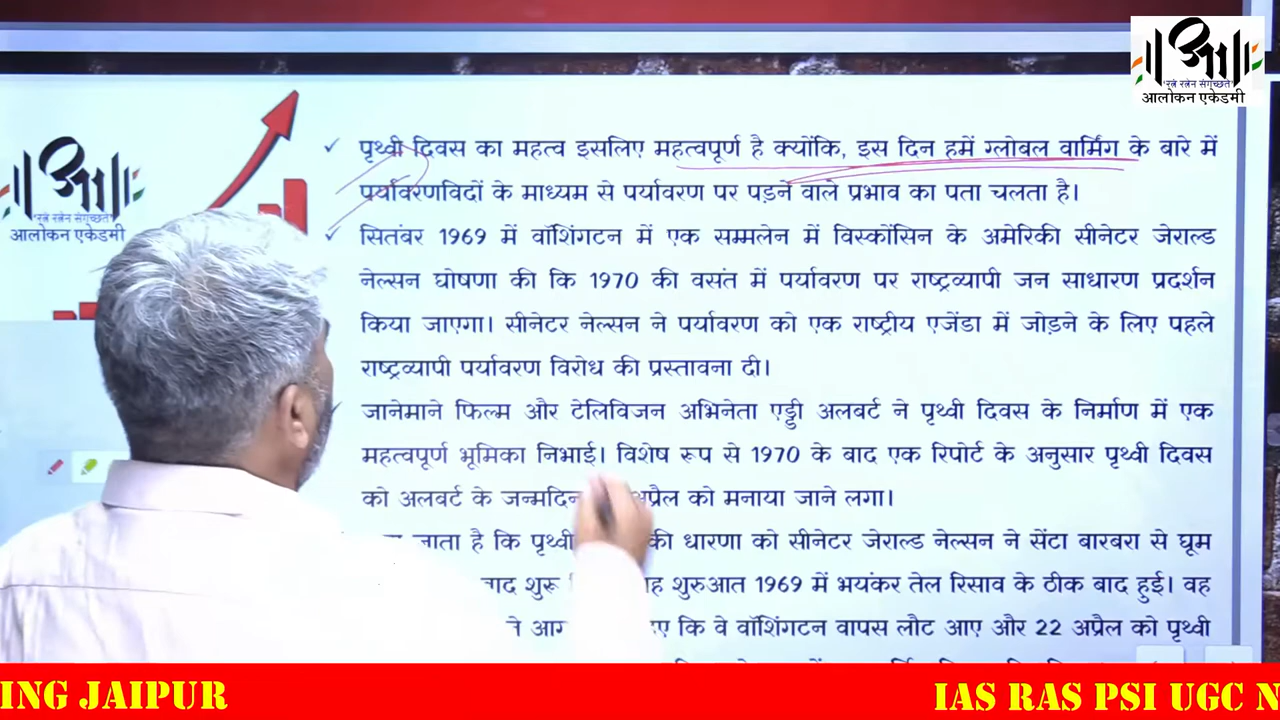 पृथ्वी दिवस का महत्व इसलिए महत्वपूर्ण है क्योंकि, इस दिन हमें ग्लोबल वार्मिंग के बारे में
पर्यावरणविदों के माध्यम से पर्यावरण पर पड़ने वाले प्रभाव का पता चलता है।
सितंबर 1969 में वॉशिंगटन में एक सम्मलेन में विस्कोंसिन के अमेरिकी सीनेटर जेराल्ड
नेल्सन घोषणा की कि 1970 की वसंत में पर्यावरण पर राष्ट्रव्यापी जन साधारण प्रदर्शन
किया जाएगा। सीनेटर नेल्सन ने पर्यावरण को एक राष्ट्रीय एजेंडा में जोड़ने के लिए पहले
राष्ट्रव्यापी पर्यावरण विरोध की प्रस्तावना दी।
जानेमाने फिल्म और टेलिविजन अभिनेता एड्डी अलबर्ट ने पृथ्वी दिवस के निर्माण में एक
महत्वपूर्ण भूमिका निभाई। विशेष रूप से 1970 के बाद एक रिपोर्ट के अनुसार पृथ्वी दिवस
को अलबर्ट के जन्मदिन अप्रैल को मनाया जाने लगा।
जाता है कि पृथ्वी की धारणा को सीनेटर जेराल्ड नेल्सन ने सेंटा बारबरा से घूम
शुरू शुरुआत 1969 में भयंकर तेल रिसाव के ठीक बाद हुई। वह
कि वे वॉशिंगटन वापस लौट आए और 22 अप्रैल को पृथ्वी
आलोकन एकेडमी
आलोकन एकेडमी
ING JAIPUR
IAS RAS PSI UGC N